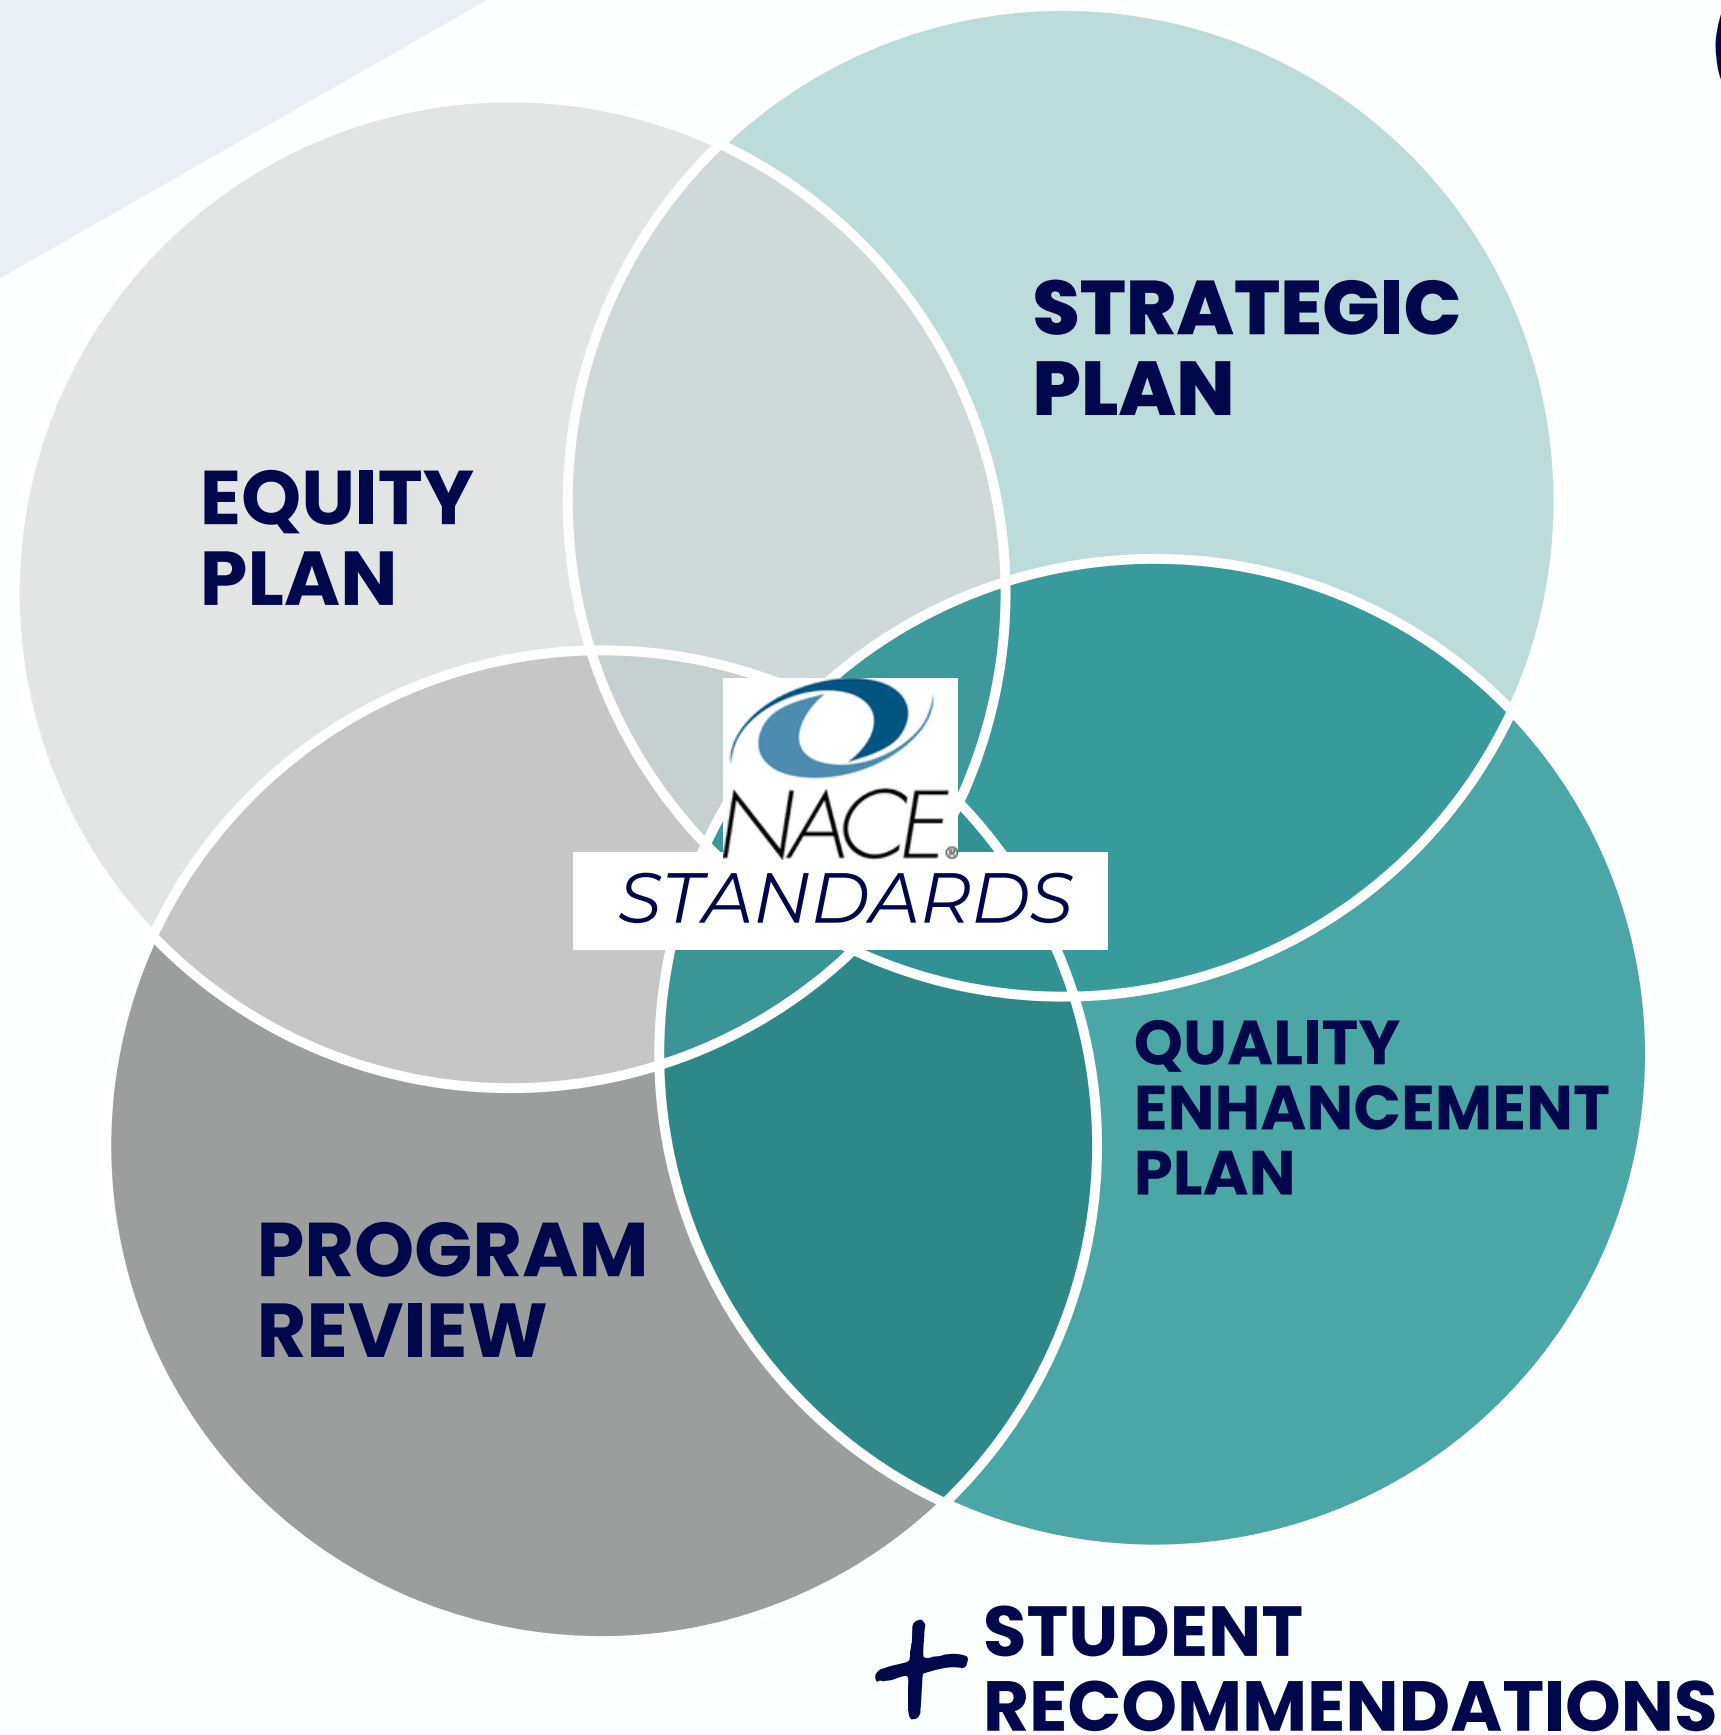 STRATEGIC
PLAN
EQUITY
PLAN
NACE®
STANDARDS
QUALITY
ENHANCEMENT
PLAN
PROGRAM
REVIEW
+ STUDENT
RECOMMENDATIONS